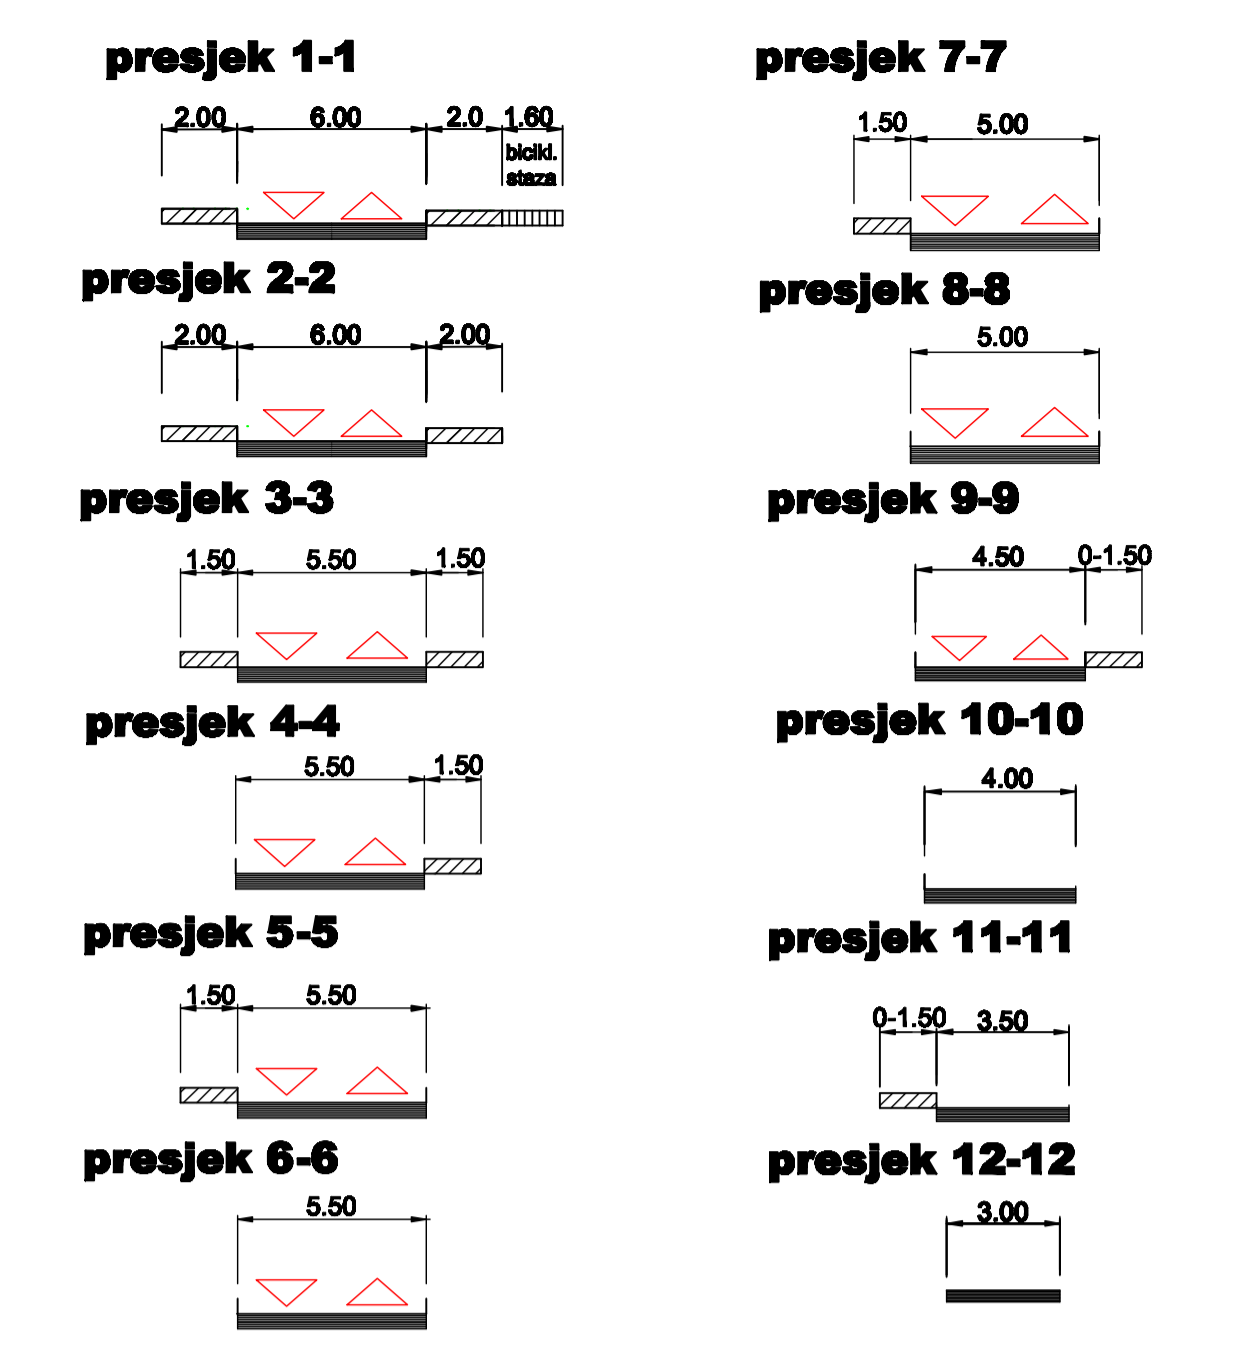 presjek 1-1
2.00 6.00 2.0 1.60
bicikl.
staza
presjek 2-2
2.00 6.00 2.00
presjek 3-3
1.50 5.50 1.50
presjek 4-4
5.50 1.50
presjek 5-5
1.50 5.50
presjek 6-6
5.50
presjek 7-7
1.50 5.00
presjek 8-8
5.00
presjek 9-9
4.50 0-1.50
presjek 10-10
4.00
presjek 11-11
0-1.50 3.50
presjek 12-12
3.00